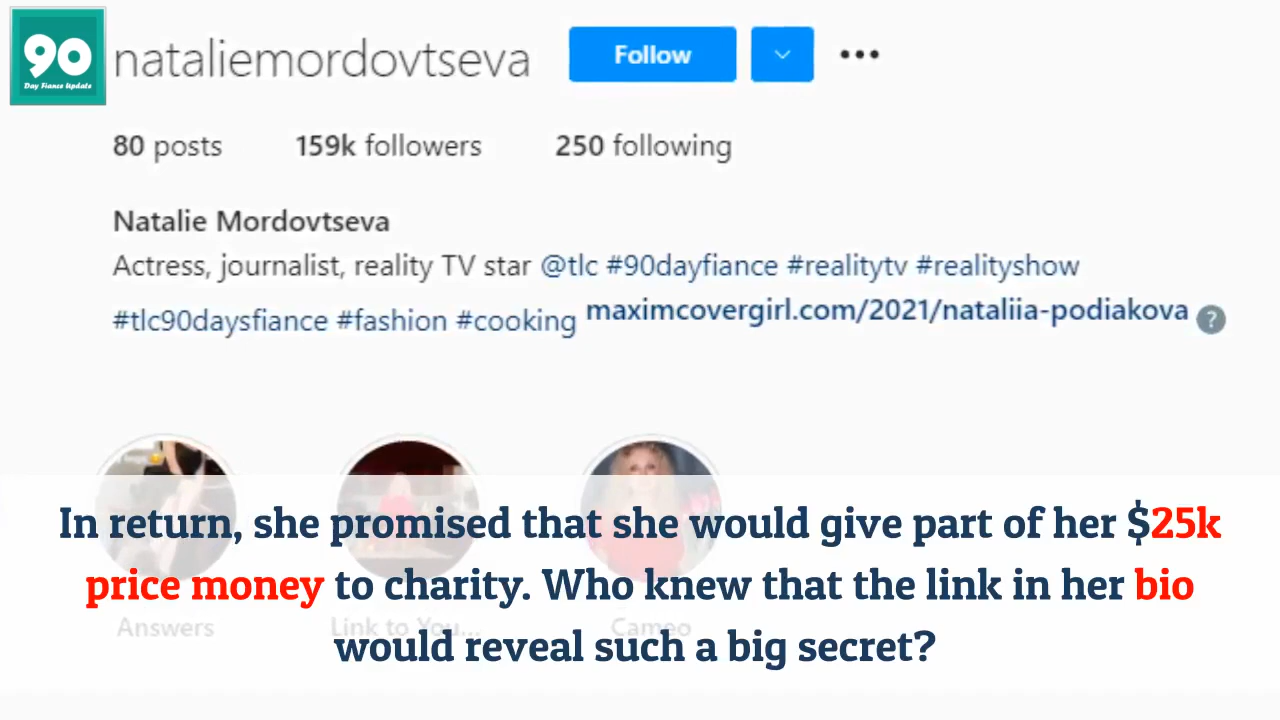 90
Day Fiance Update
nataliemordovtseva
Follow
80 posts 159k followers 250 following
Natalie Mordovtseva
Actress, journalist, reality TV star @tlc #90dayfiance #realitytv #realityshow
#tlc90daysfiance #fashion #cooking maximcovergirl.com/2021/nataliia-podiakova ?
In return, she promised that she would give part of her $25k
price money to charity. Who knew that the link in her bio
Answers Link to You... Cameo
would reveal such a big secret?